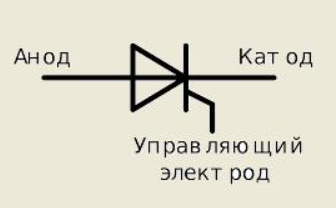 Анод
Катод
Управляющий
электрод